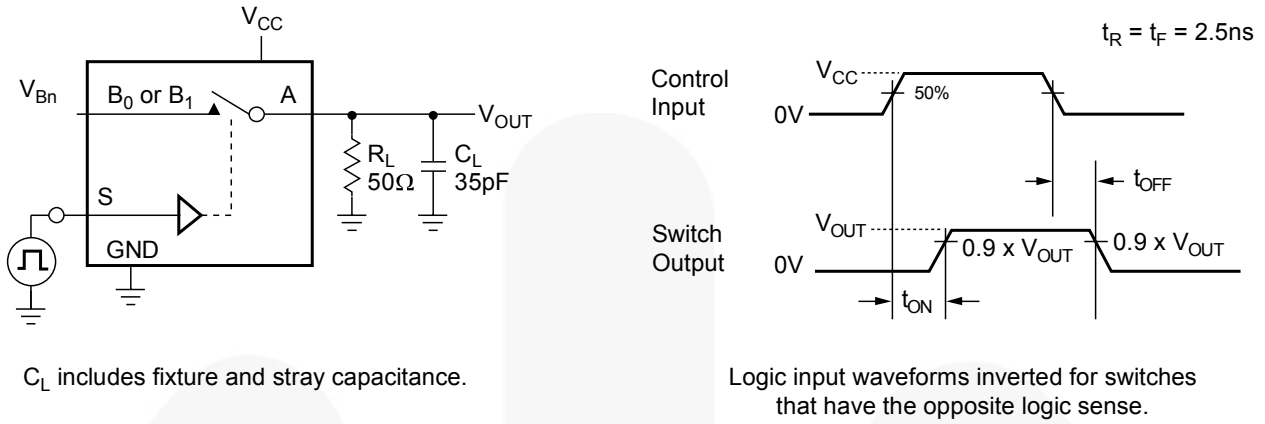 V_CC
V_Bn
B_0 or B_1
A
V_OUT
R_L
50Ω
C_L
35pF
S
GND
C_L includes fixture and stray capacitance.
t_R = t_F = 2.5ns
Control
Input
V_CC
50%
0V
t_OFF
Switch
Output
V_OUT
0.9 x V_OUT
0.9 x V_OUT
0V
t_ON
Logic input waveforms inverted for switches
that have the opposite logic sense.